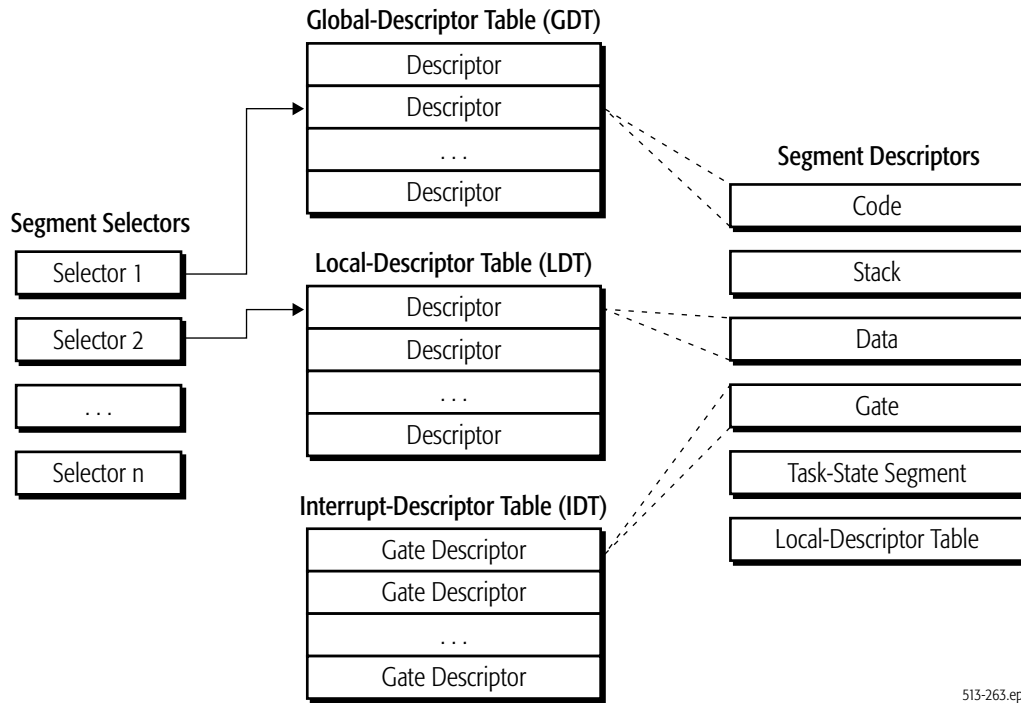 Global-Descriptor Table (GDT)
Descriptor
Descriptor
. . .
Descriptor
Segment Selectors
Selector 1
Selector 2
. . .
Selector n
Local-Descriptor Table (LDT)
Descriptor
Descriptor
. . .
Descriptor
Interrupt-Descriptor Table (IDT)
Gate Descriptor
Gate Descriptor
. . .
Gate Descriptor
Segment Descriptors
Code
Stack
Data
Gate
Task-State Segment
Local-Descriptor Table